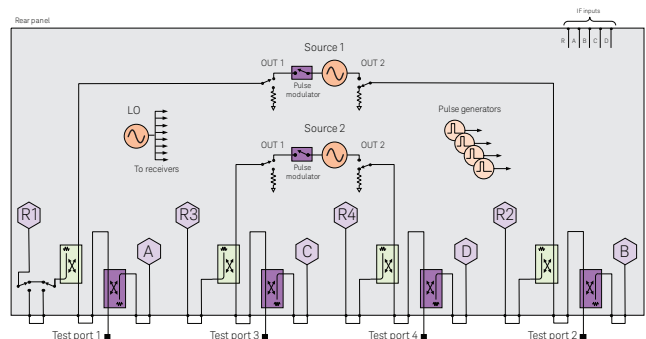 IF inputs
Rear panel
R A B C D
Source 1
OUT 1
OUT 2
Pulse
modulator
LO
To receivers
Pulse generators
Source 2
OUT 1
OUT 2
Pulse
modulator
R1
R3
R4
R2
A
C
D
B
Test port 1
Test port 3
Test port 4
Test port 2